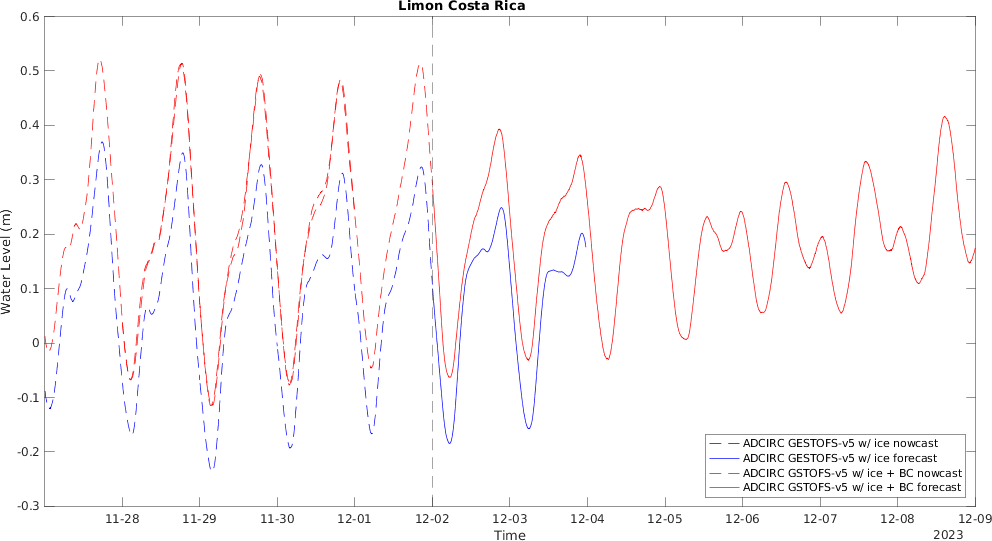 Limon Costa Rica
0.6
0.5
0.4
0.3
0.2
0.1
0
-0.1
-0.2
-0.3
Water Level (m)
ADCIRC GESTOFS-v5 w/ ice nowcast
ADCIRC GESTOFS-v5 w/ ice forecast
ADCIRC GSTOFS-v5 w/ ice + BC nowcast
ADCIRC GSTOFS-v5 w/ ice + BC forecast
11-28 11-29 11-30 12-01 12-02 12-03 12-04 12-05 12-06 12-07 12-08 12-09
Time
2023